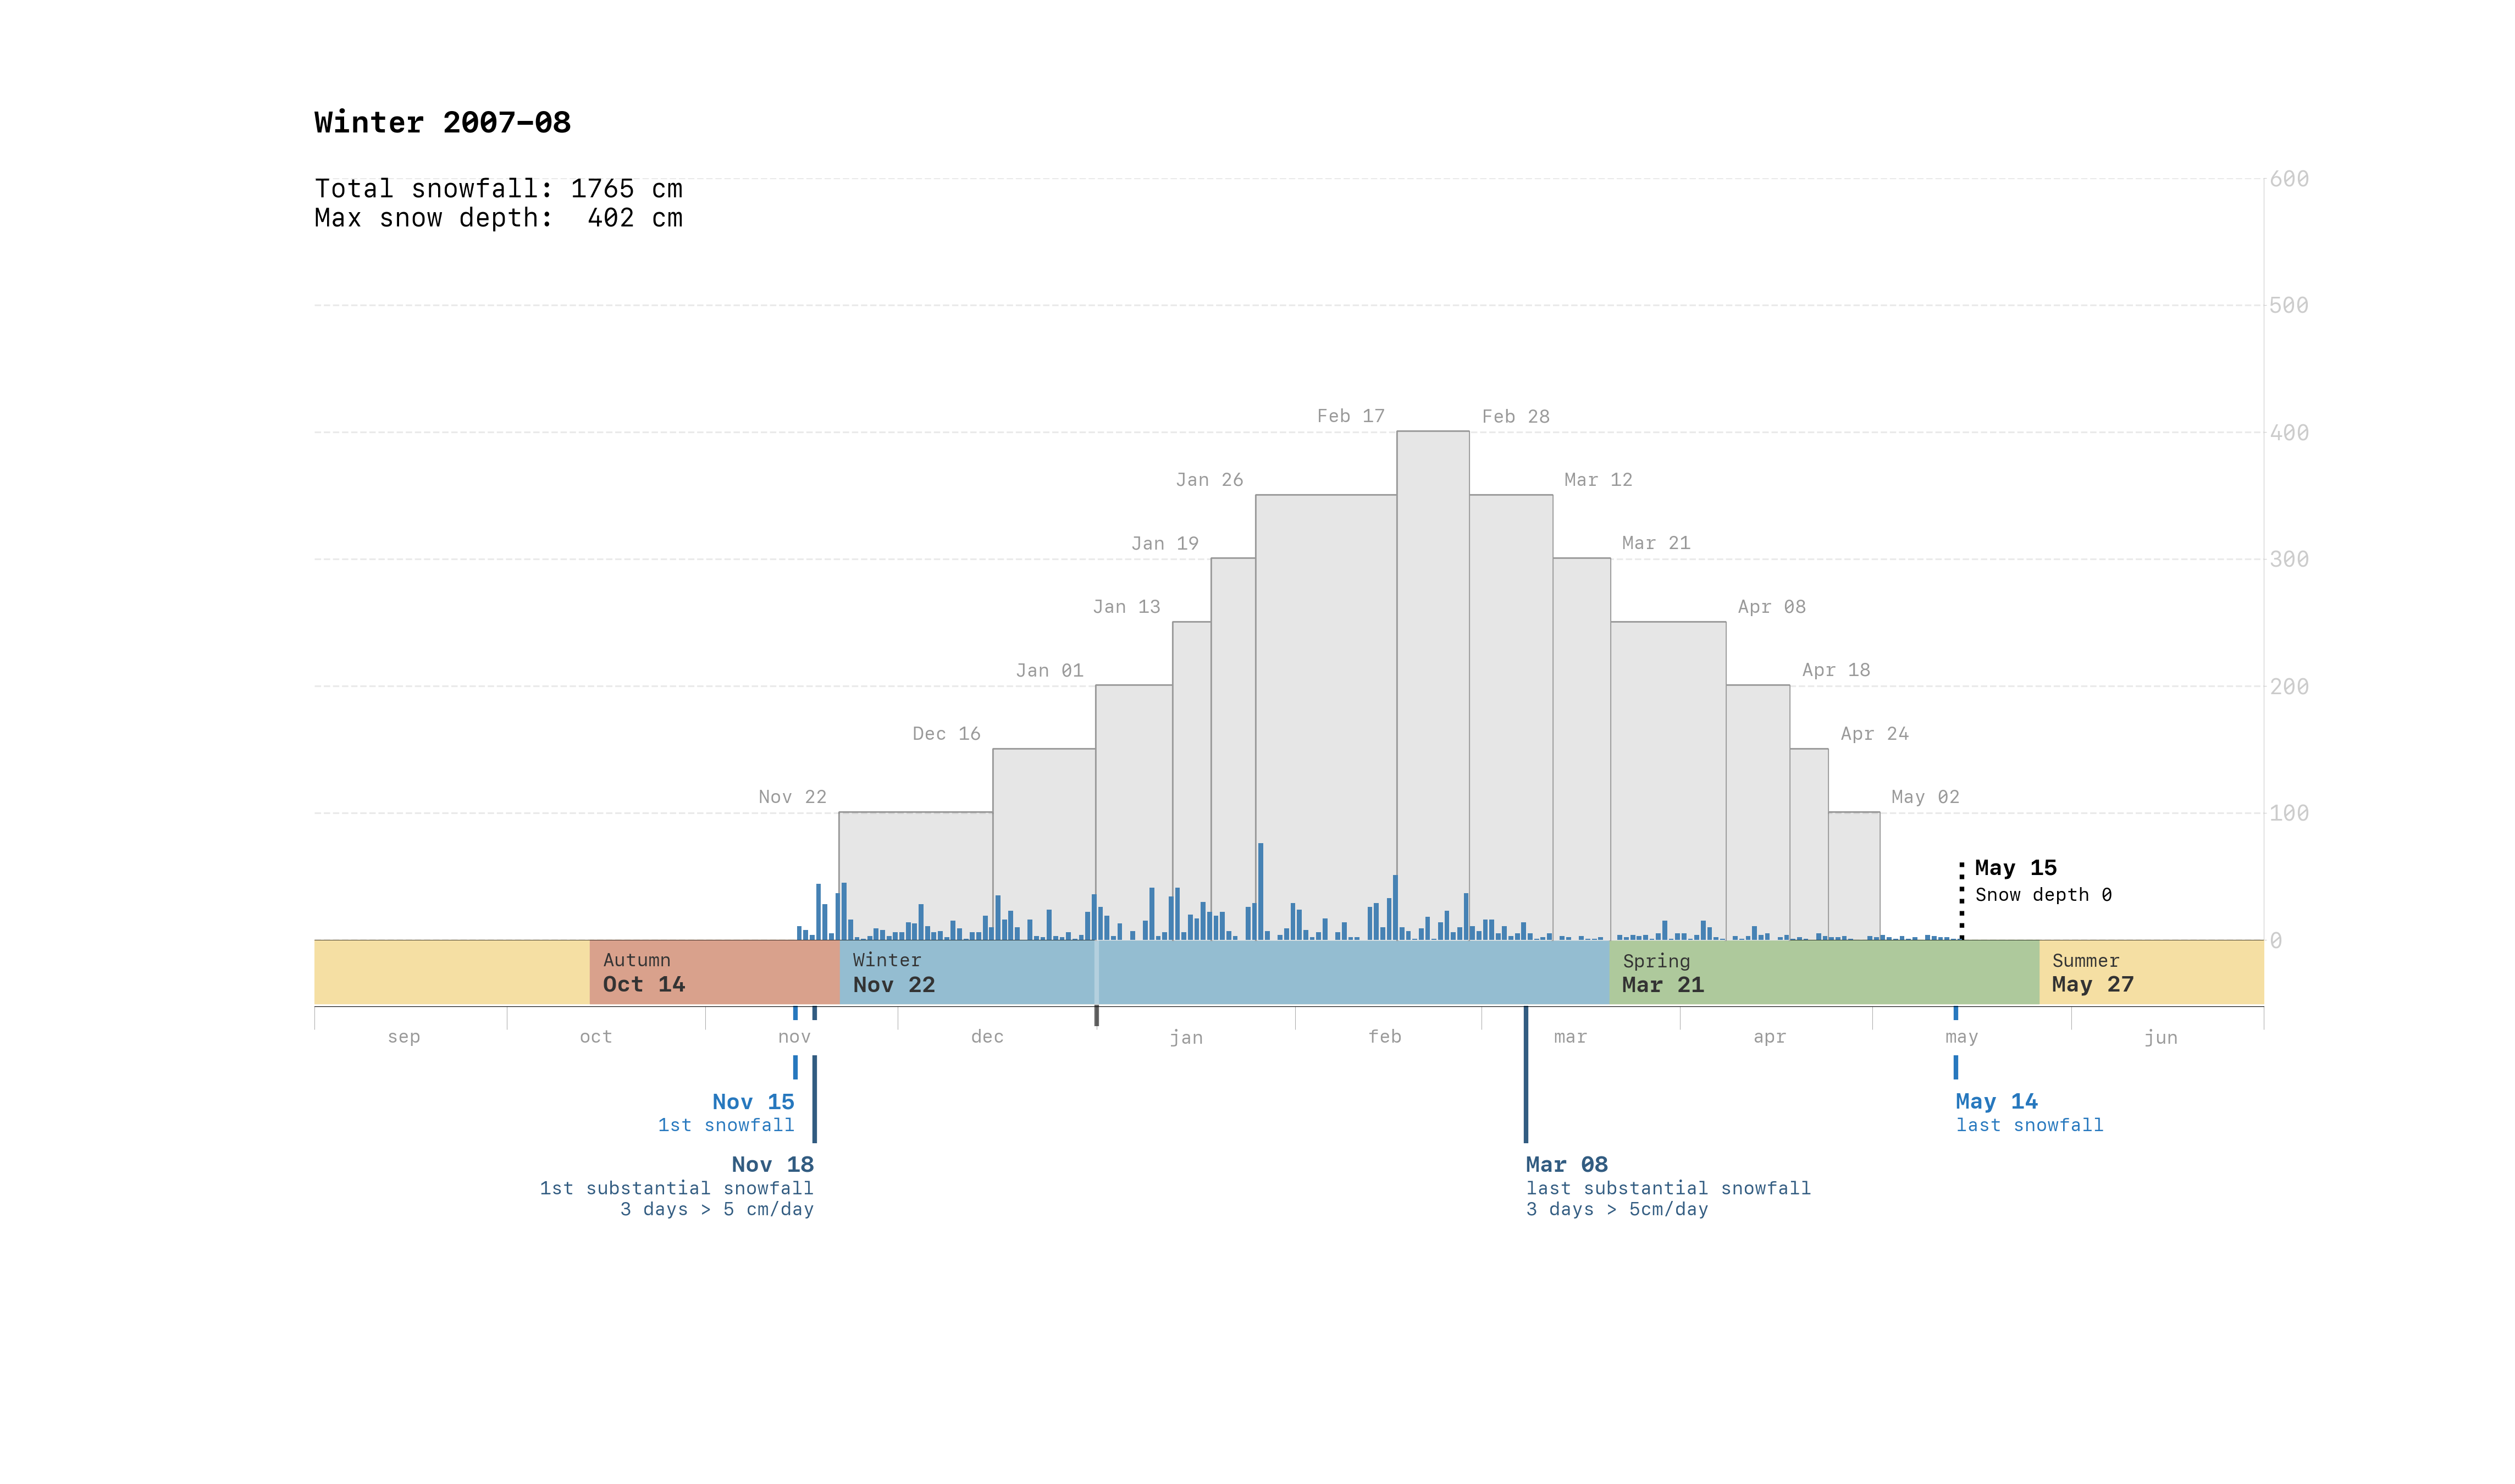 Winter 2007–08
Total snowfall: 1765 cm
Max snow depth: 402 cm
600
500
400
300
200
100
0
Feb 17
Feb 28
Jan 26
Mar 12
Jan 19
Mar 21
Jan 13
Apr 08
Jan 01
Apr 18
Dec 16
Apr 24
Nov 22
May 02
May 15
Snow depth 0
Autumn
Oct 14
Winter
Nov 22
Spring
Mar 21
Summer
May 27
sep oct nov dec jan feb mar apr may jun
Nov 15
1st snowfall
May 14
last snowfall
Nov 18
1st substantial snowfall
3 days > 5 cm/day
Mar 08
last substantial snowfall
3 days > 5cm/day